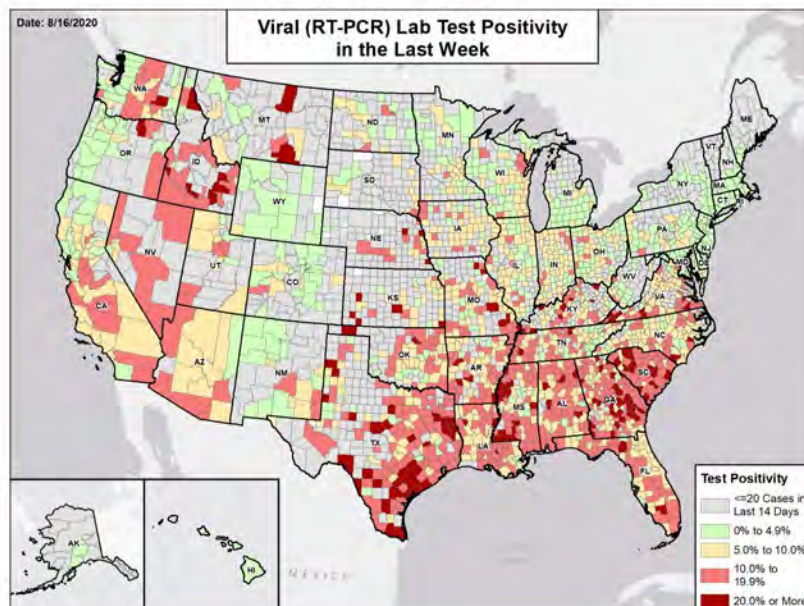 Date: 8/16/2020
Viral (RT-PCR) Lab Test Positivity
in the Last Week
WA
MT
ND
MN
ME
VT
NH
OR
ID
SD
WI
NY
MA
CT
RI
WY
MI
IA
PA
NJ
NE
NV
OH
MD
DE
UT
IL
IN
WV
CO
VA
KS
MO
KY
CA
NC
TN
OK
AZ
NM
AR
SC
MS
AL
GA
TX
LA
FL
AK
HI
MEXICO
Test Positivity
<=20 Cases in
Last 14 Days
0% to 4.9%
5.0% to 10.0%
10.0% to
19.9%
20.0% or More